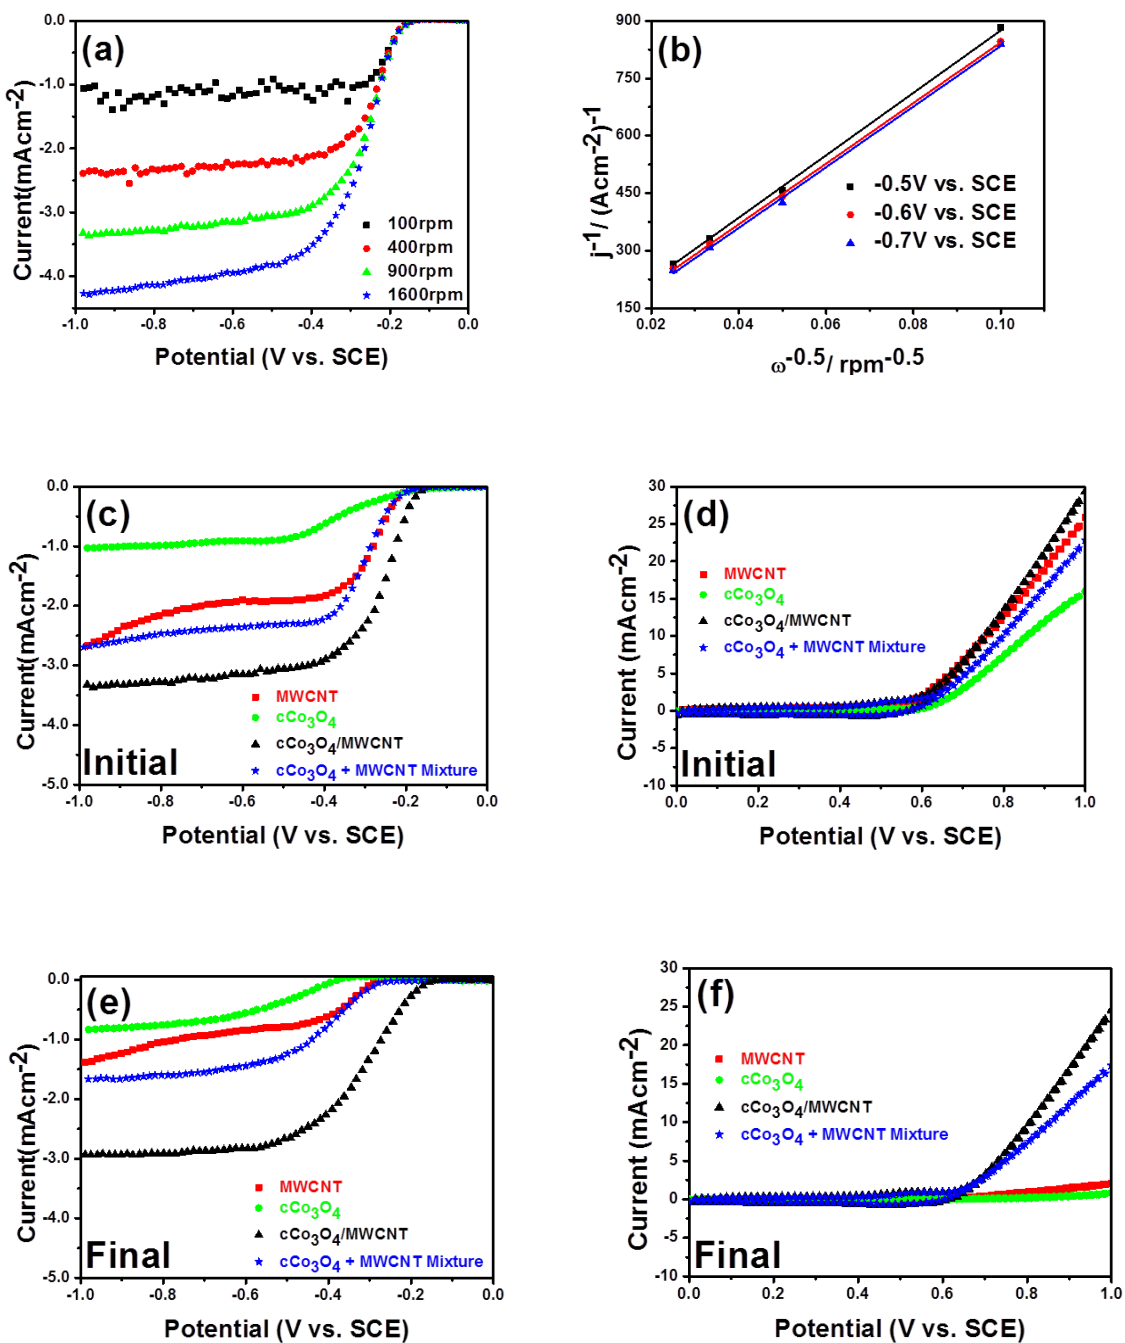 (a)
0.0
-1.0
-2.0
-3.0
-4.0
Current(mAcm-2)
100rpm
400rpm
900rpm
1600rpm
-1.0 -0.8 -0.6 -0.4 -0.2 0.0
Potential (V vs. SCE)
(b)
900
750
600
450
300
150
j-1/ (Acm-2)-1
-0.5V vs. SCE
-0.6V vs. SCE
-0.7V vs. SCE
0.02 0.04 0.06 0.08 0.10
ω-0.5/ rpm-0.5
(c)
0.0
-1.0
-2.0
-3.0
-4.0
-5.0
Current(mAcm-2)
MWCNT
cCo3O4
cCo3O4/MWCNT
cCo3O4 + MWCNT Mixture
Initial
-1.0 -0.8 -0.6 -0.4 -0.2 0.0
Potential (V vs. SCE)
(d)
30
25
20
15
10
5
0
-5
-10
Current (mAcm-2)
MWCNT
cCo3O4
cCo3O4/MWCNT
cCo3O4 + MWCNT Mixture
Initial
0.0 0.2 0.4 0.6 0.8 1.0
Potential (V vs. SCE)
(e)
0.0
-1.0
-2.0
-3.0
-4.0
-5.0
Current(mAcm-2)
MWCNT
cCo3O4
cCo3O4/MWCNT
cCo3O4 + MWCNT Mixture
Final
-1.0 -0.8 -0.6 -0.4 -0.2 0.0
Potential (V vs. SCE)
(f)
30
25
20
15
10
5
0
-5
-10
Current (mAcm-2)
MWCNT
cCo3O4
cCo3O4/MWCNT
cCo3O4 + MWCNT Mixture
Final
0.0 0.2 0.4 0.6 0.8 1.0
Potential (V vs. SCE)